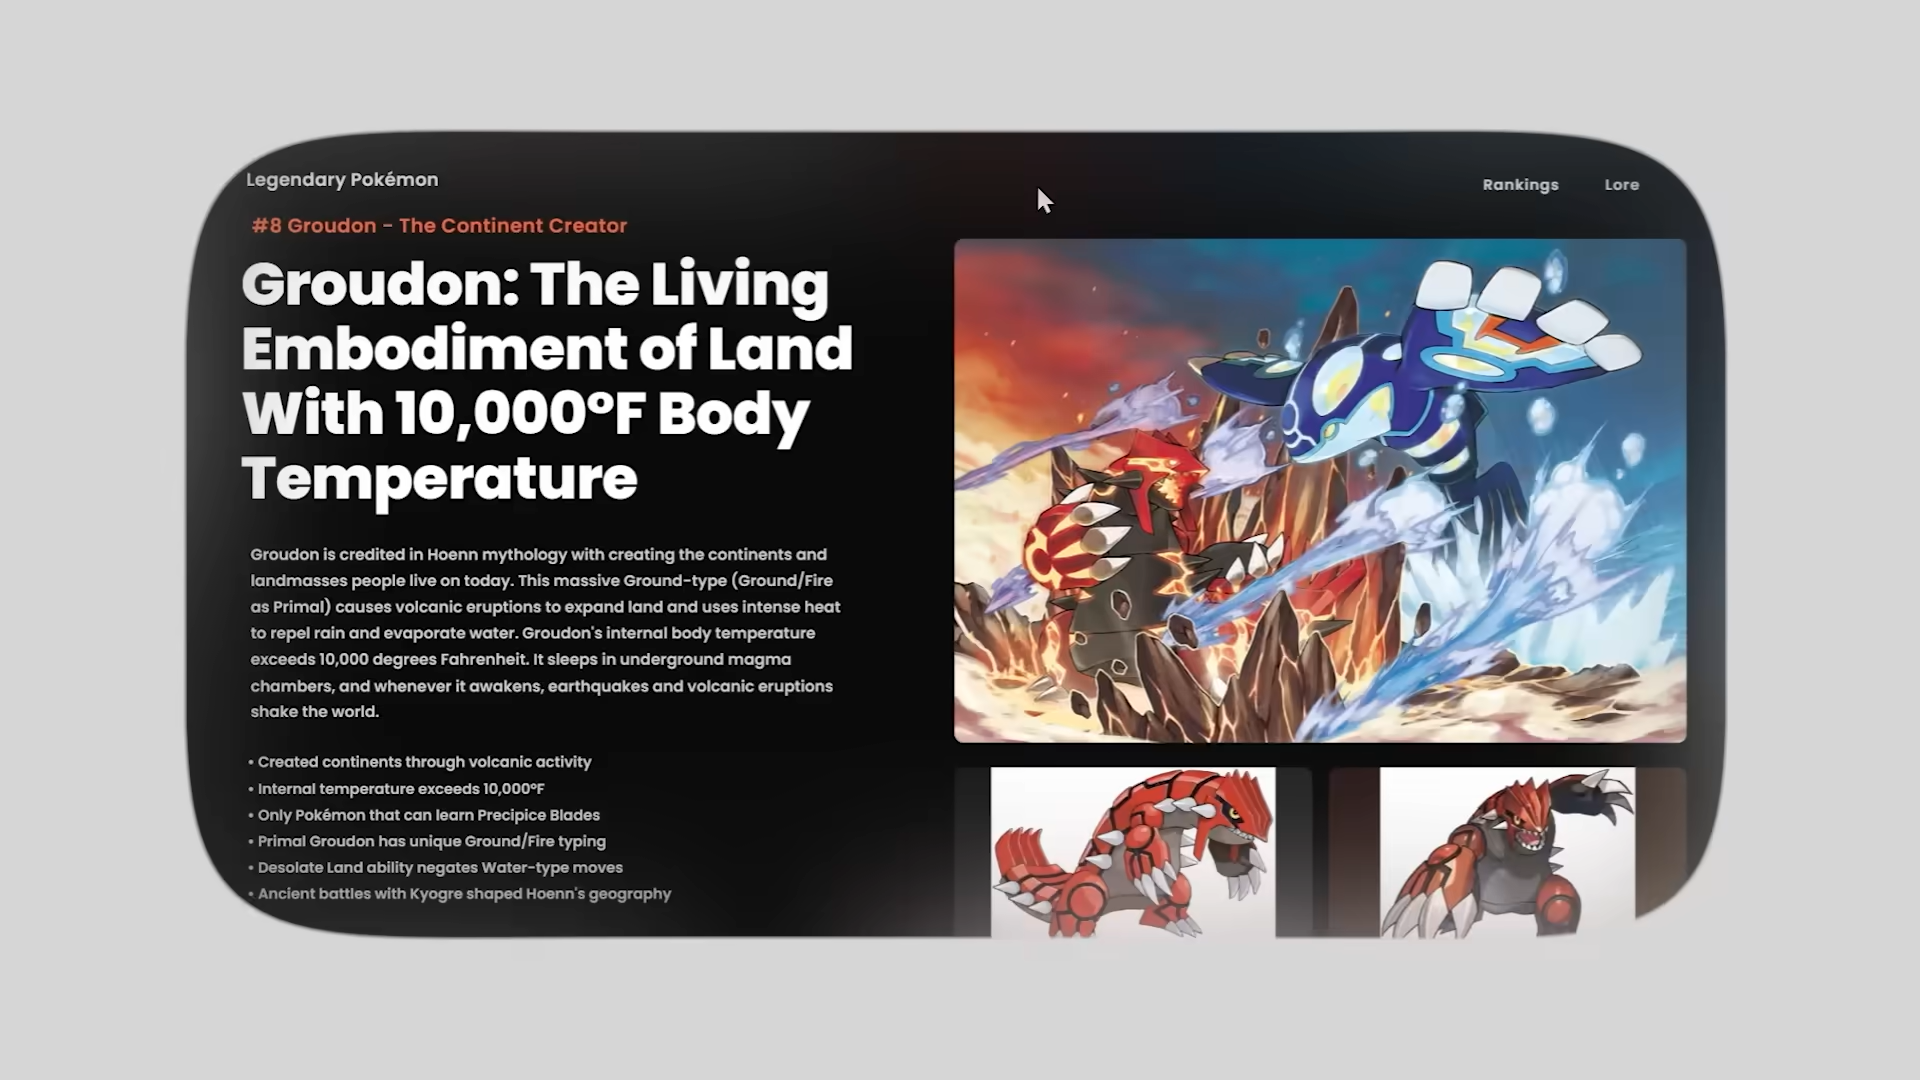 Legendary Pokémon
Rankings
Lore
#8 Groudon - The Continent Creator
Groudon: The Living
Embodiment of Land
With 10,000°F Body
Temperature
Groudon is credited in Hoenn mythology with creating the continents and
landmasses people live on today. This massive Ground-type (Ground/Fire
as Primal) causes volcanic eruptions to expand land and uses intense heat
to repel rain and evaporate water. Groudon's internal body temperature
exceeds 10,000 degrees Fahrenheit. It sleeps in underground magma
chambers, and whenever it awakens, earthquakes and volcanic eruptions
shake the world.
• Created continents through volcanic activity
• Internal temperature exceeds 10,000°F
• Only Pokémon that can learn Precipice Blades
• Primal Groudon has unique Ground/Fire typing
• Desolate Land ability negates Water-type moves
• Ancient battles with Kyogre shaped Hoenn's geography